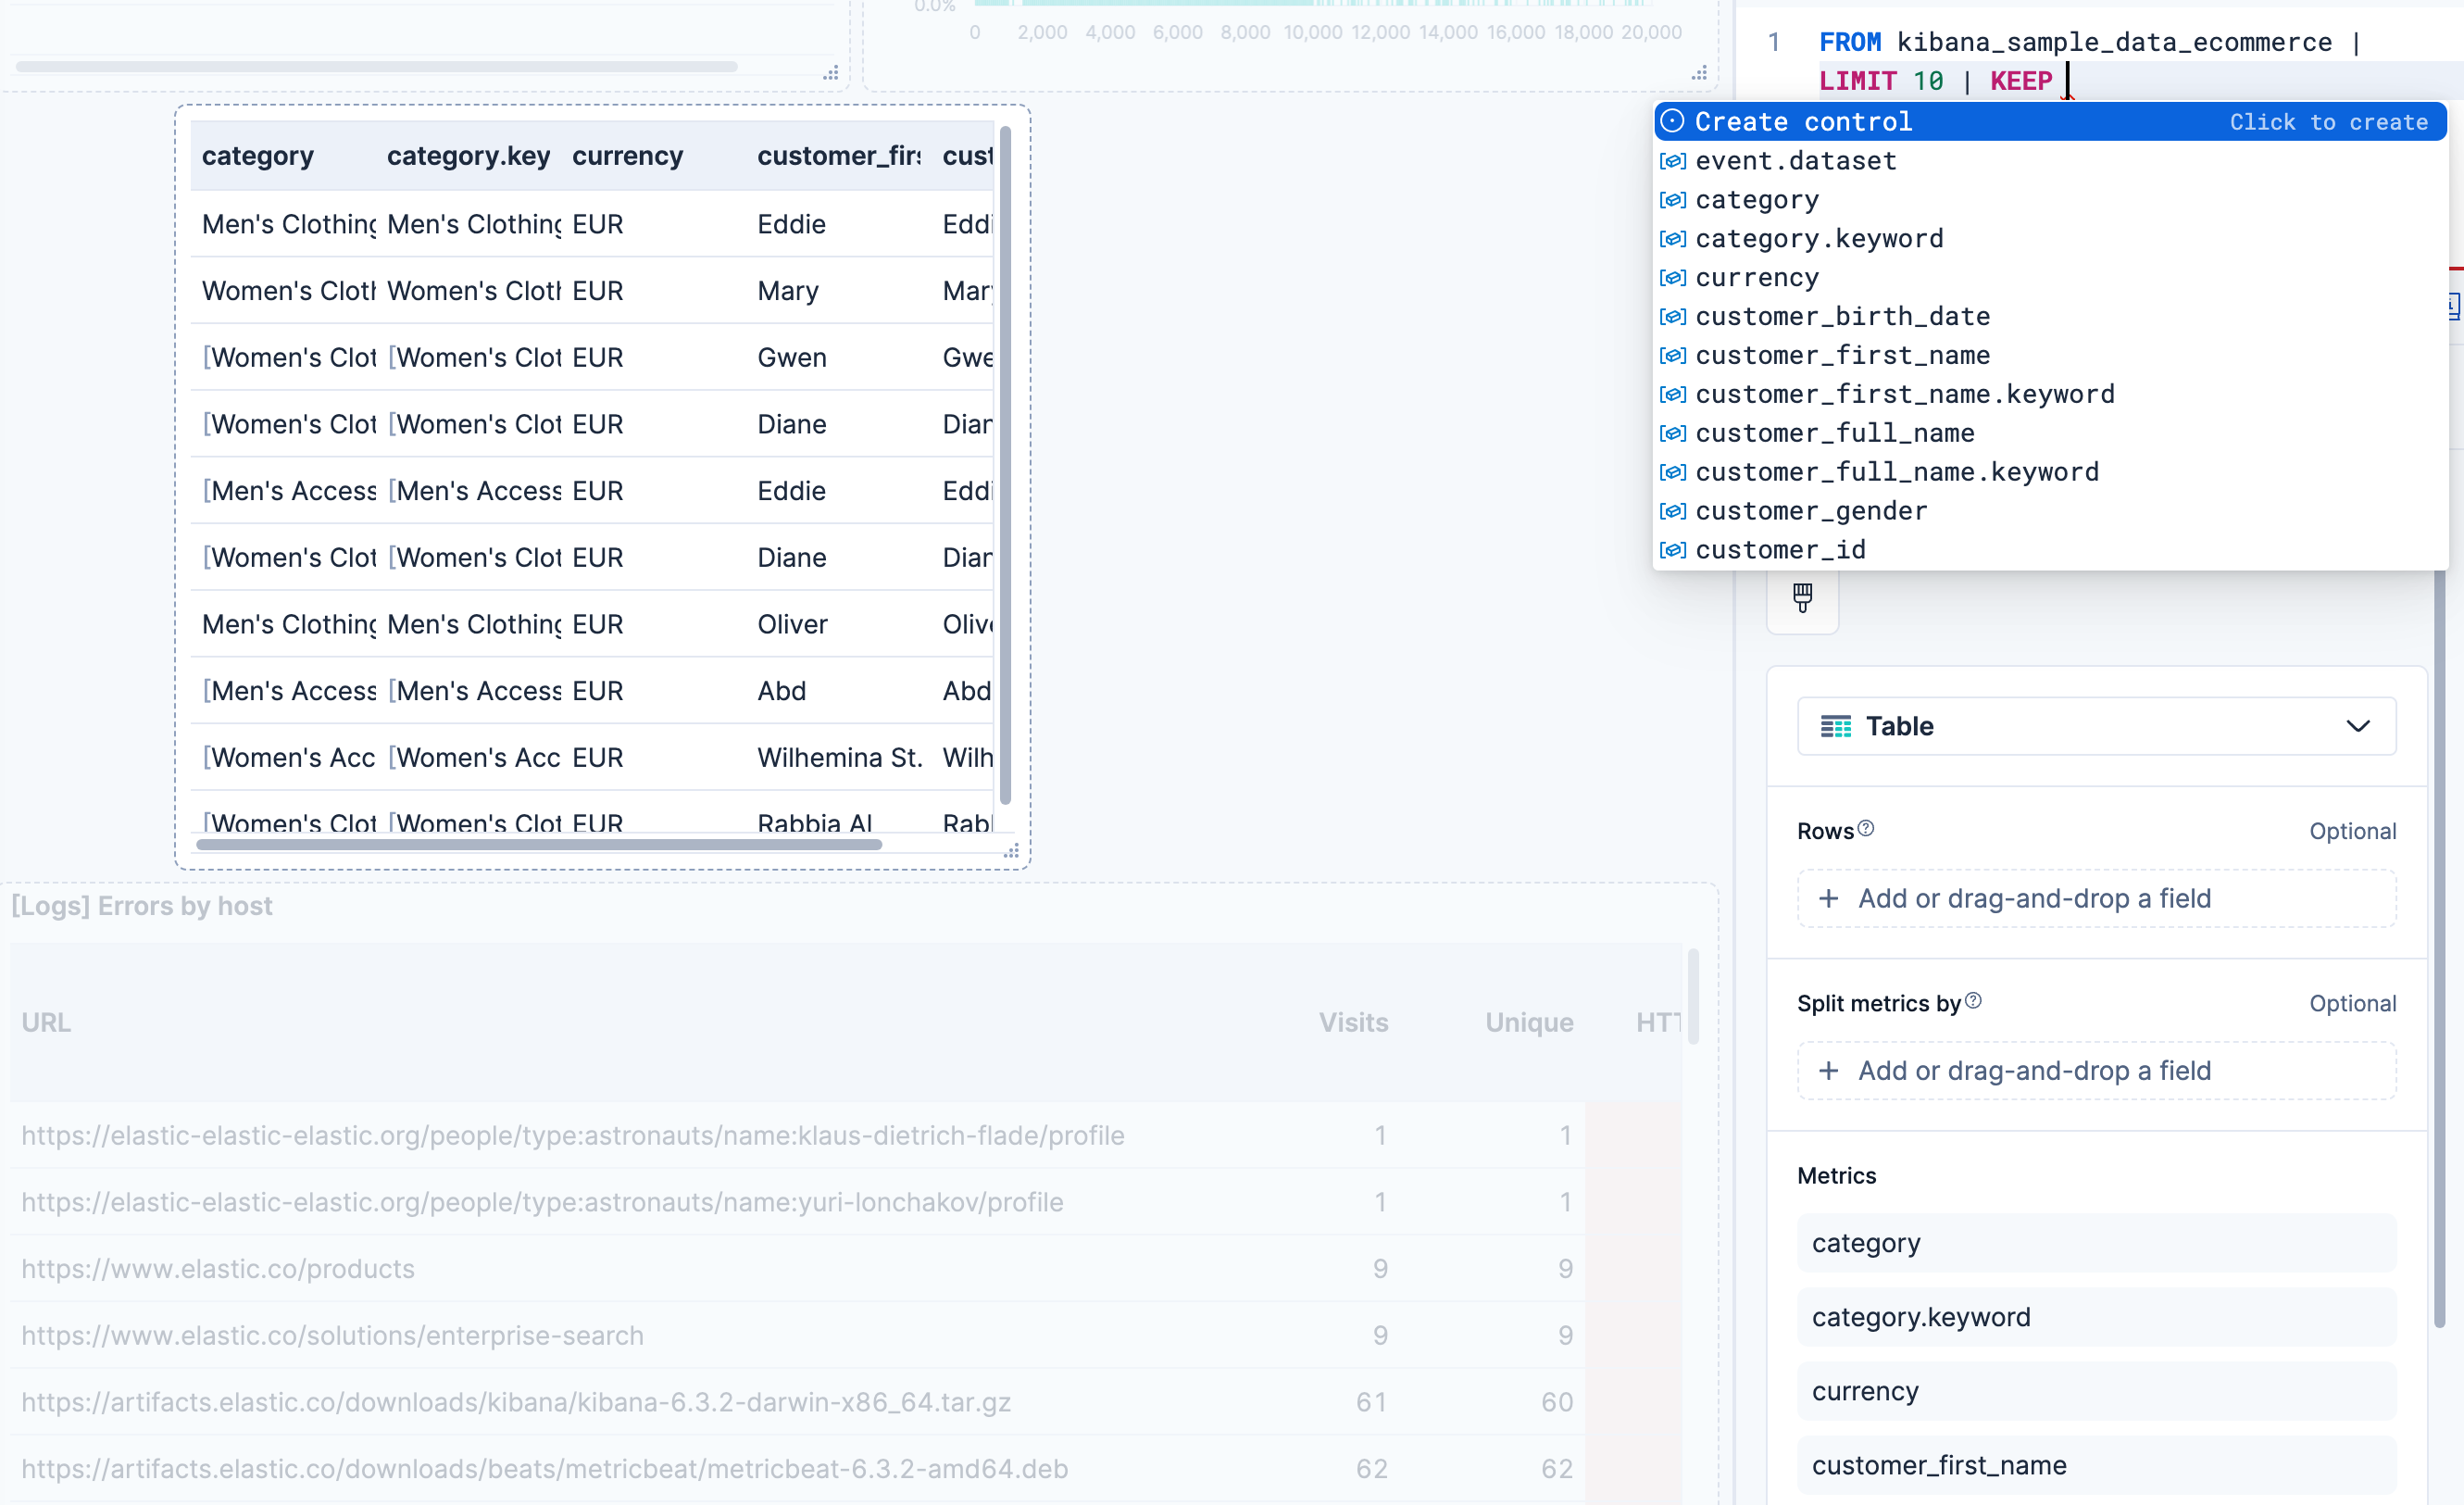 0.0%
0 2,000 4,000 6,000 8,000 10,000 12,000 14,000 16,000 18,000 20,000
category category.key currency customer_firs cust
Men's Clothing Men's Clothing EUR Eddie Eddi
Women's Cloth Women's Cloth EUR Mary Mary
[Women's Clot [Women's Clot EUR Gwen Gwe
[Women's Clot [Women's Clot EUR Diane Dian
[Men's Access [Men's Access EUR Eddie Eddi
[Women's Clot [Women's Clot EUR Diane Dian
Men's Clothing Men's Clothing EUR Oliver Olive
[Men's Access [Men's Access EUR Abd Abd
[Women's Acc [Women's Acc EUR Wilhemina St. Wilh
[Women's Clot [Women's Clot EUR Rabbia Al Rabl
[Logs] Errors by host
URL Visits Unique HTT
https://elastic-elastic-elastic.org/people/type:astronauts/name:klaus-dietrich-flade/profile 1 1
https://elastic-elastic-elastic.org/people/type:astronauts/name:yuri-lonchakov/profile 1 1
https://www.elastic.co/products 9 9
https://www.elastic.co/solutions/enterprise-search 9 9
https://artifacts.elastic.co/downloads/kibana/kibana-6.3.2-darwin-x86_64.tar.gz 61 60
https://artifacts.elastic.co/downloads/beats/metricbeat/metricbeat-6.3.2-amd64.deb 62 62
1 FROM kibana_sample_data_ecommerce |
LIMIT 10 | KEEP
Create control Click to create
event.dataset
category
category.keyword
currency
customer_birth_date
customer_first_name
customer_first_name.keyword
customer_full_name
customer_full_name.keyword
customer_gender
customer_id
Table
Rows Optional
+ Add or drag-and-drop a field
Split metrics by Optional
+ Add or drag-and-drop a field
Metrics
category
category.keyword
currency
customer_first_name